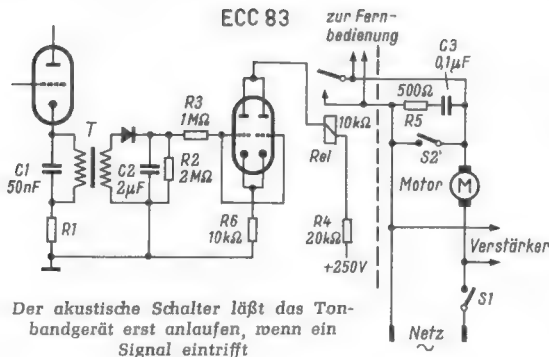 ECC 83
zur Fern-
bedienung
C3
0,1µF
T
R3
1MΩ
500Ω
R5
10kΩ
Rel
S2'
C1
50nF
C2
2µF
R2
2MΩ
Motor
M
R1
R6
10kΩ
R4
20kΩ
+250V
Verstärker
S1
Netz
~
Der akustische Schalter läßt das Ton-
bandgerät erst anlaufen, wenn ein
Signal eintrifft